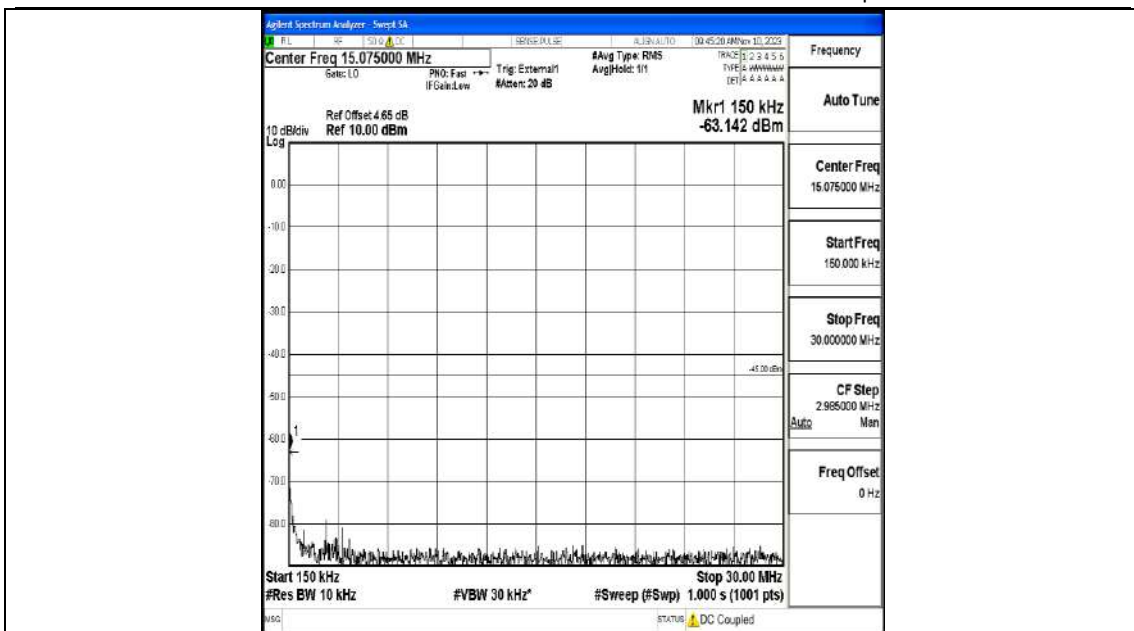 Agilent Spectrum Analyzer - Swept SA
RL RF 50 Ω DC SENSE:PULSE ALIGN AUTO 09:45:20 AM Nov 10, 2023
Center Freq 15.075000 MHz
#Avg Type: RMS
TRACE 1 2 3 4 5 6
Gate: LO
PNO: Fast
Trig: External1
Avg|Hold: 1/1
TYPE
IFGain:Low
#Atten: 20 dB
DET A A A A A A
Frequency
Auto Tune
Mkr1 150 kHz
Ref Offset 4.65 dB
10 dB/div Ref 10.00 dBm
-63.142 dBm
Log
0.00
-10.0
-20.0
-30.0
-40.0
-45.00 dBm
-50.0
-60.0
1
-70.0
-80.0
Center Freq
15.075000 MHz
Start Freq
150.000 kHz
Stop Freq
30.000000 MHz
CF Step
2.985000 MHz
Auto Man
Freq Offset
0 Hz
Start 150 kHz
Stop 30.00 MHz
#Res BW 10 kHz
#VBW 30 kHz*
#Sweep (#Swp) 1.000 s (1001 pts)
MSG
STATUS
DC Coupled